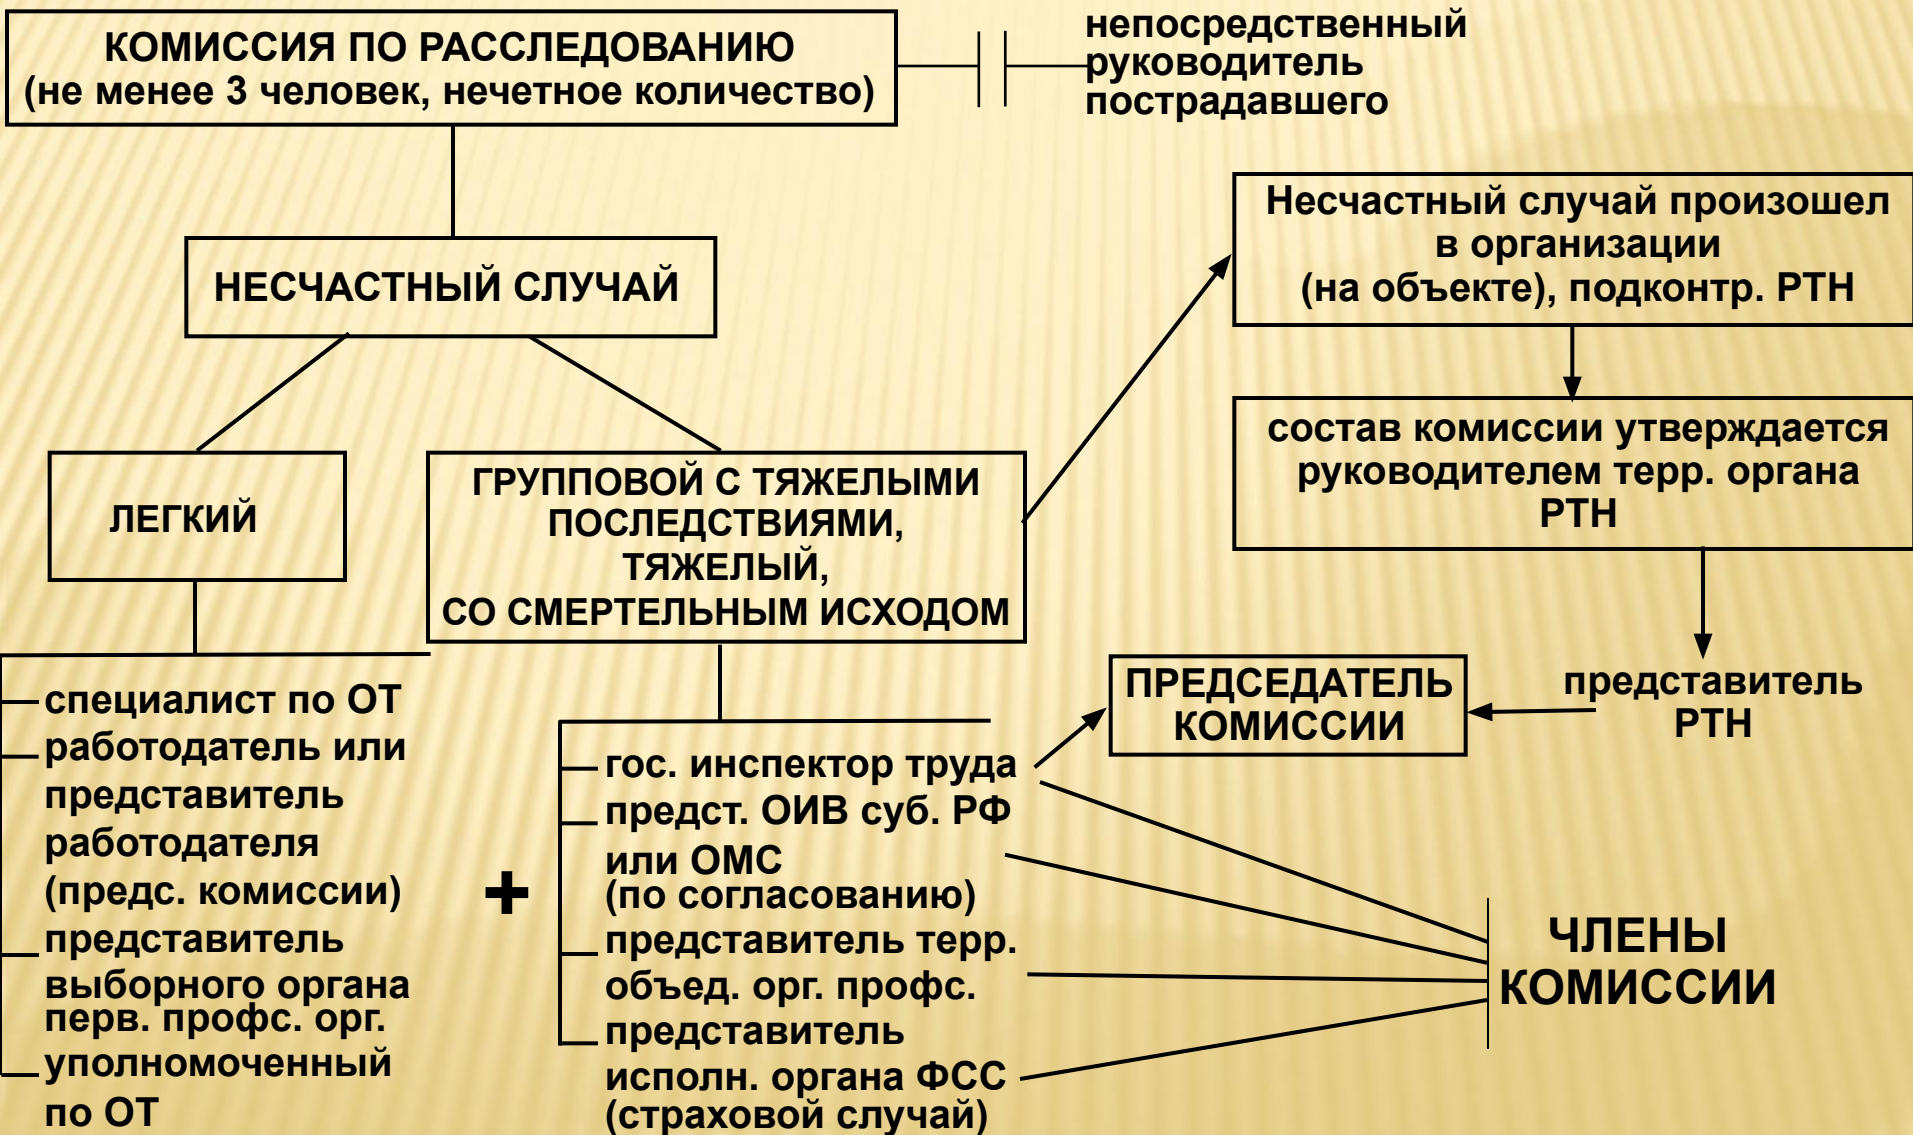 КОМИССИЯ ПО РАССЛЕДОВАНИЮ
(не менее 3 человек, нечетное количество)
непосредственный
руководитель
пострадавшего
НЕСЧАСТНЫЙ СЛУЧАЙ
Несчастный случай произошел
в организации
(на объекте), подконтр. РТН
состав комиссии утверждается
руководителем терр. органа
РТН
ЛЕГКИЙ
ГРУППОВОЙ С ТЯЖЕЛЫМИ
ПОСЛЕДСТВИЯМИ,
ТЯЖЕЛЫЙ,
СО СМЕРТЕЛЬНЫМ ИСХОДОМ
ПРЕДСЕДАТЕЛЬ
КОМИССИИ
представитель
РТН
специалист по ОТ
работодатель или
представитель
работодателя
(предс. комиссии)
представитель
выборного органа
перв. профс. орг.
уполномоченный
по ОТ
+
гос. инспектор труда
предст. ОИВ суб. РФ
или ОМС
(по согласованию)
представитель терр.
объед. орг. профс.
представитель
исполн. органа ФСС
(страховой случай)
ЧЛЕНЫ
КОМИССИИ